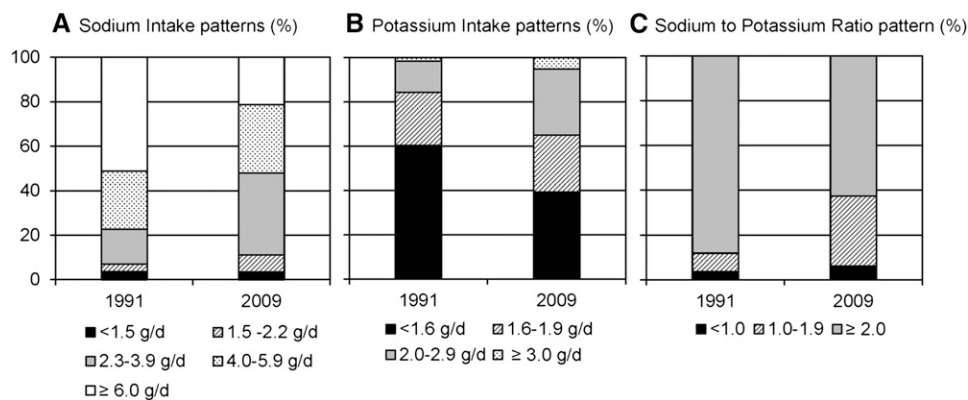 A Sodium Intake patterns (%)
B Potassium Intake patterns (%)
C Sodium to Potassium Ratio pattern (%)
100
80
60
40
20
0
1991 2009
1991 2009
1991 2009
<1.5 g/d 1.5 -2.2 g/d
2.3-3.9 g/d 4.0-5.9 g/d
≥ 6.0 g/d
<1.6 g/d 1.6-1.9 g/d
2.0-2.9 g/d ≥ 3.0 g/d
<1.0 1.0-1.9 ≥ 2.0